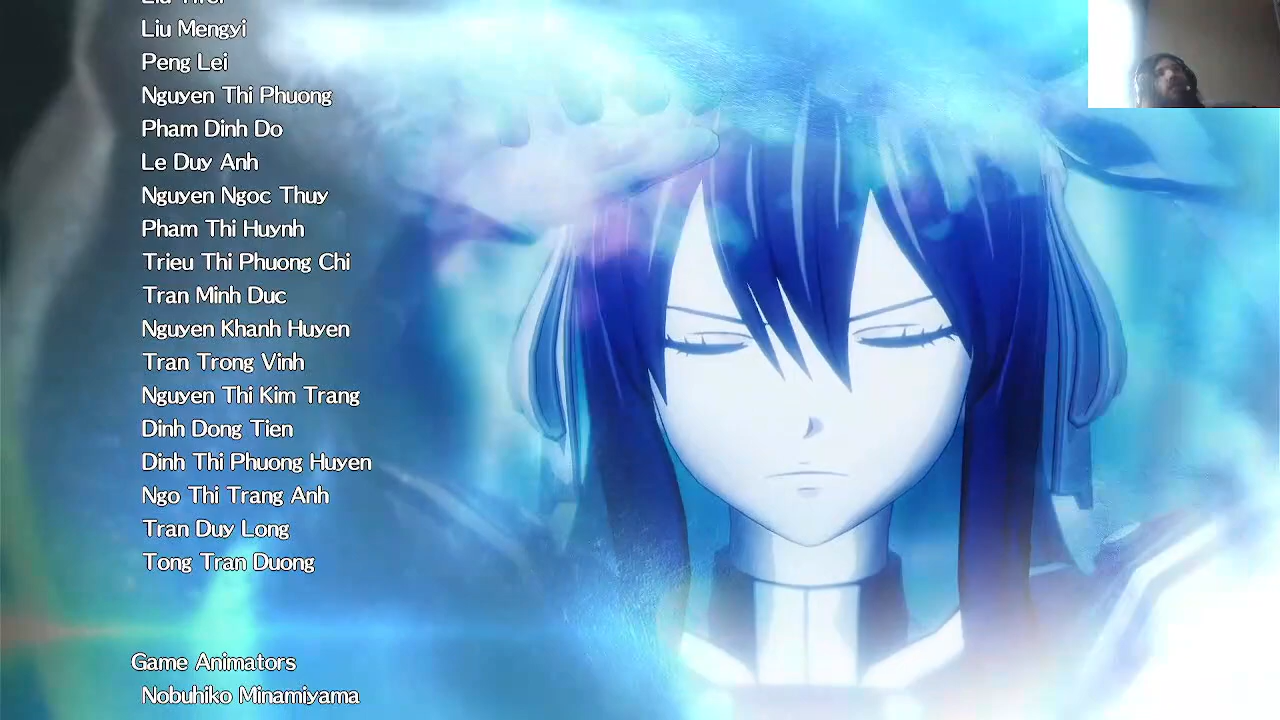 Liu Mengyi
Peng Lei
Nguyen Thi Phuong
Pham Dinh Do
Le Duy Anh
Nguyen Ngoc Thuy
Pham Thi Huynh
Trieu Thi Phuong Chi
Tran Minh Duc
Nguyen Khanh Huyen
Tran Trong Vinh
Nguyen Thi Kim Trang
Dinh Dong Tien
Dinh Thi Phuong Huyen
Ngo Thi Trang Anh
Tran Duy Long
Tong Tran Duong
Game Animators
Nobuhiko Minamiyama